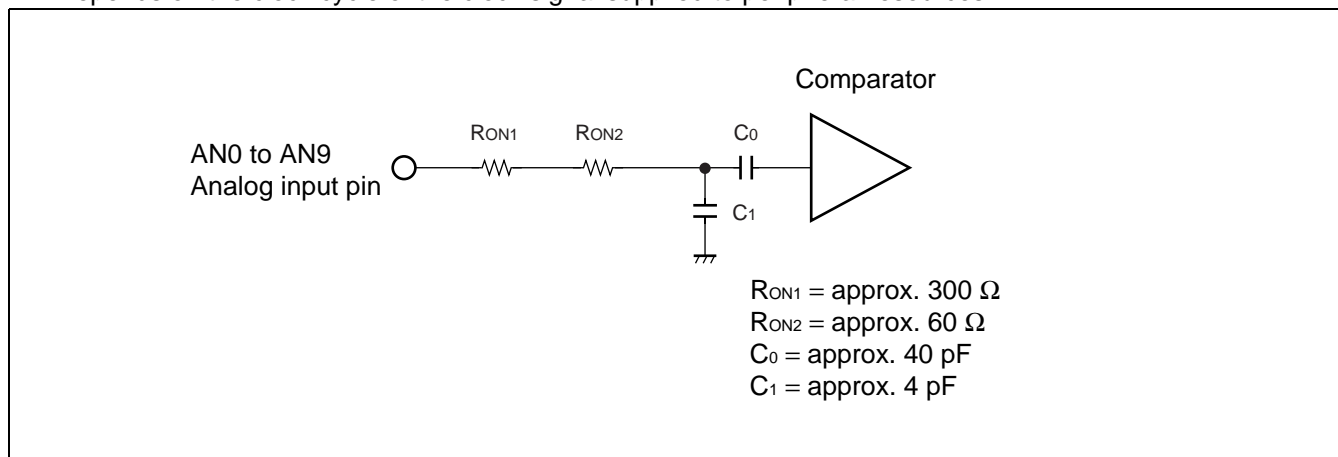 Comparator
RON1 RON2 C0
AN0 to AN9
Analog input pin
C1
RON1 = approx. 300 Ω
RON2 = approx. 60 Ω
C0 = approx. 40 pF
C1 = approx. 4 pF